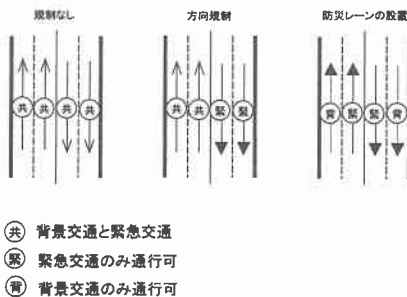 規制なし 方向規制 防災レーンの設置
共 共 共 共 共 共 緊 緊 背 緊 緊 背
共 背景交通と緊急交通
緊 緊急交通のみ通行可
背 背景交通のみ通行可